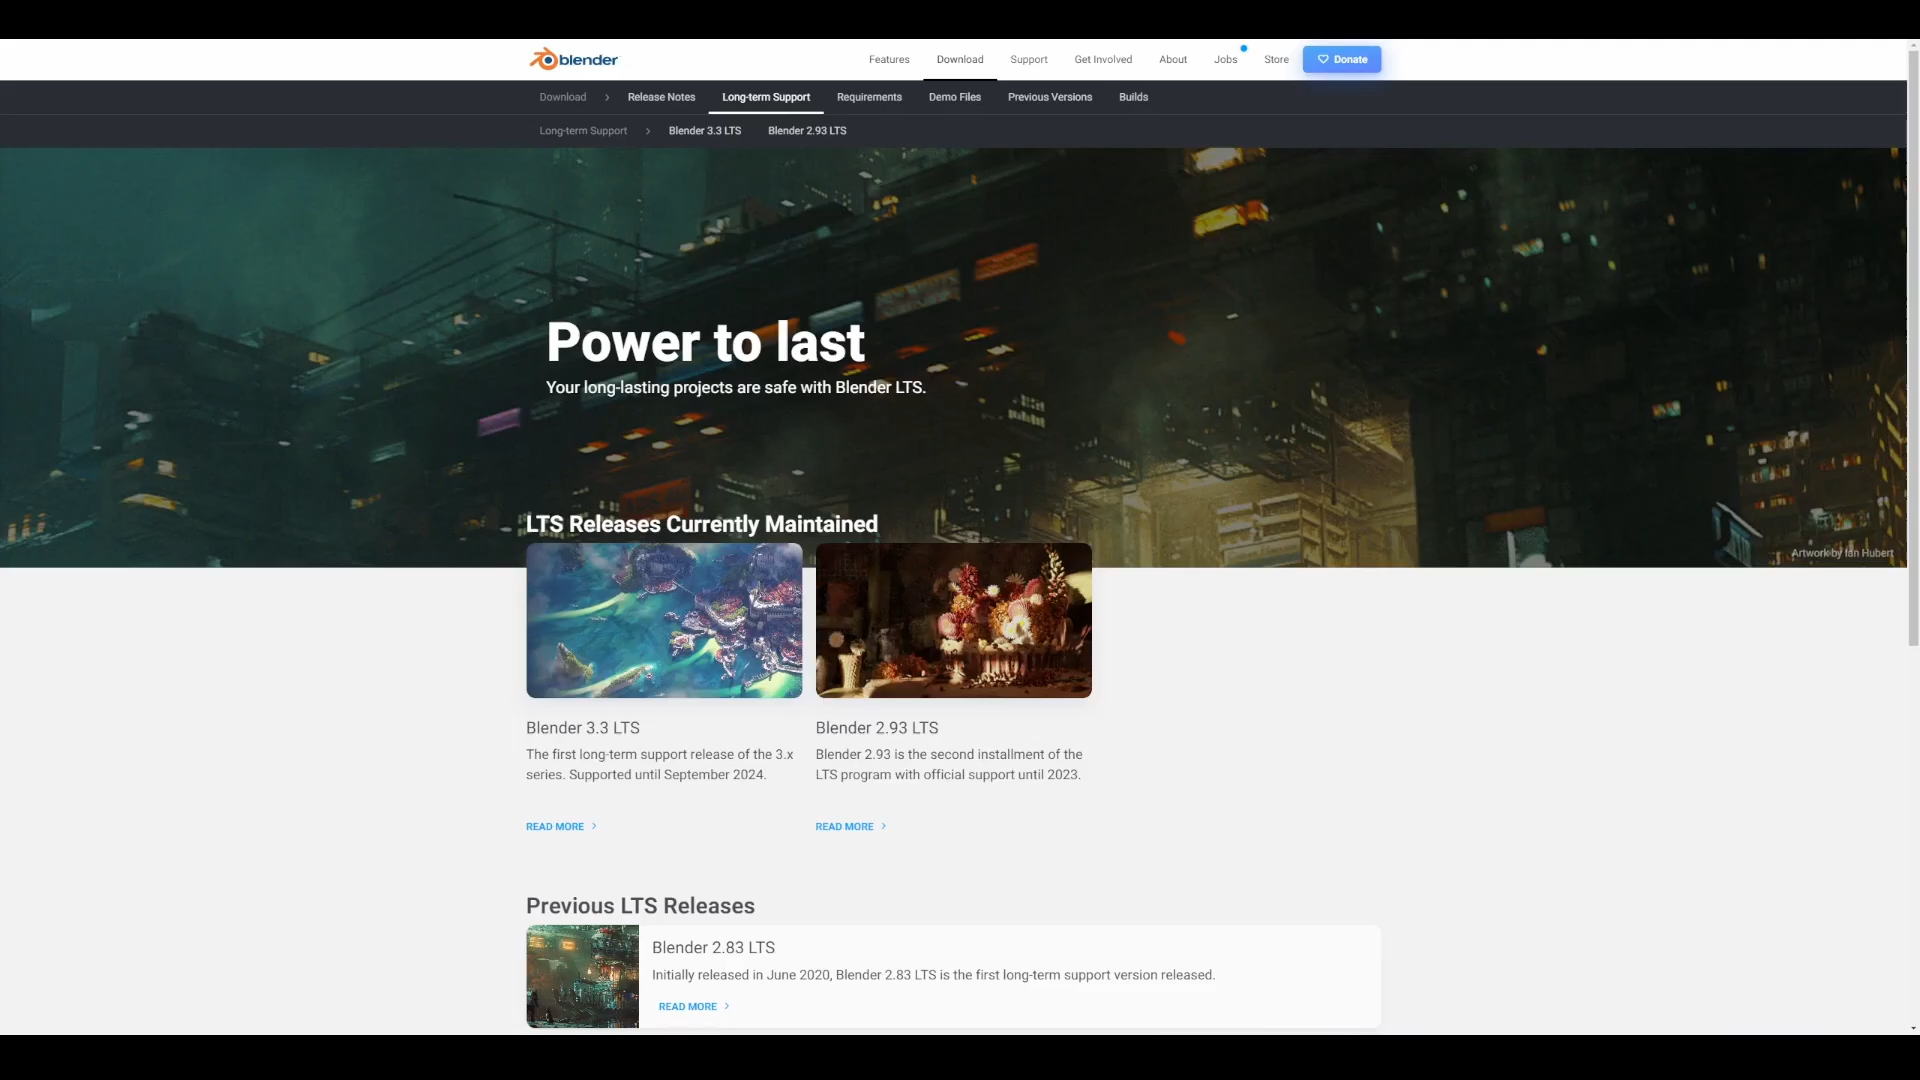 blender
Features Download Support Get Involved About Jobs Store Donate
Download Release Notes Long-term Support Requirements Demo Files Previous Versions Builds
Long-term Support Blender 3.3 LTS Blender 2.93 LTS
Power to last
Your long-lasting projects are safe with Blender LTS.
LTS Releases Currently Maintained
Artwork by Ian Hubert
Blender 3.3 LTS
The first long-term support release of the 3.x
series. Supported until September 2024.
READ MORE
Blender 2.93 LTS
Blender 2.93 is the second installment of the
LTS program with official support until 2023.
READ MORE
Previous LTS Releases
Blender 2.83 LTS
Initially released in June 2020, Blender 2.83 LTS is the first long-term support version released.
READ MORE